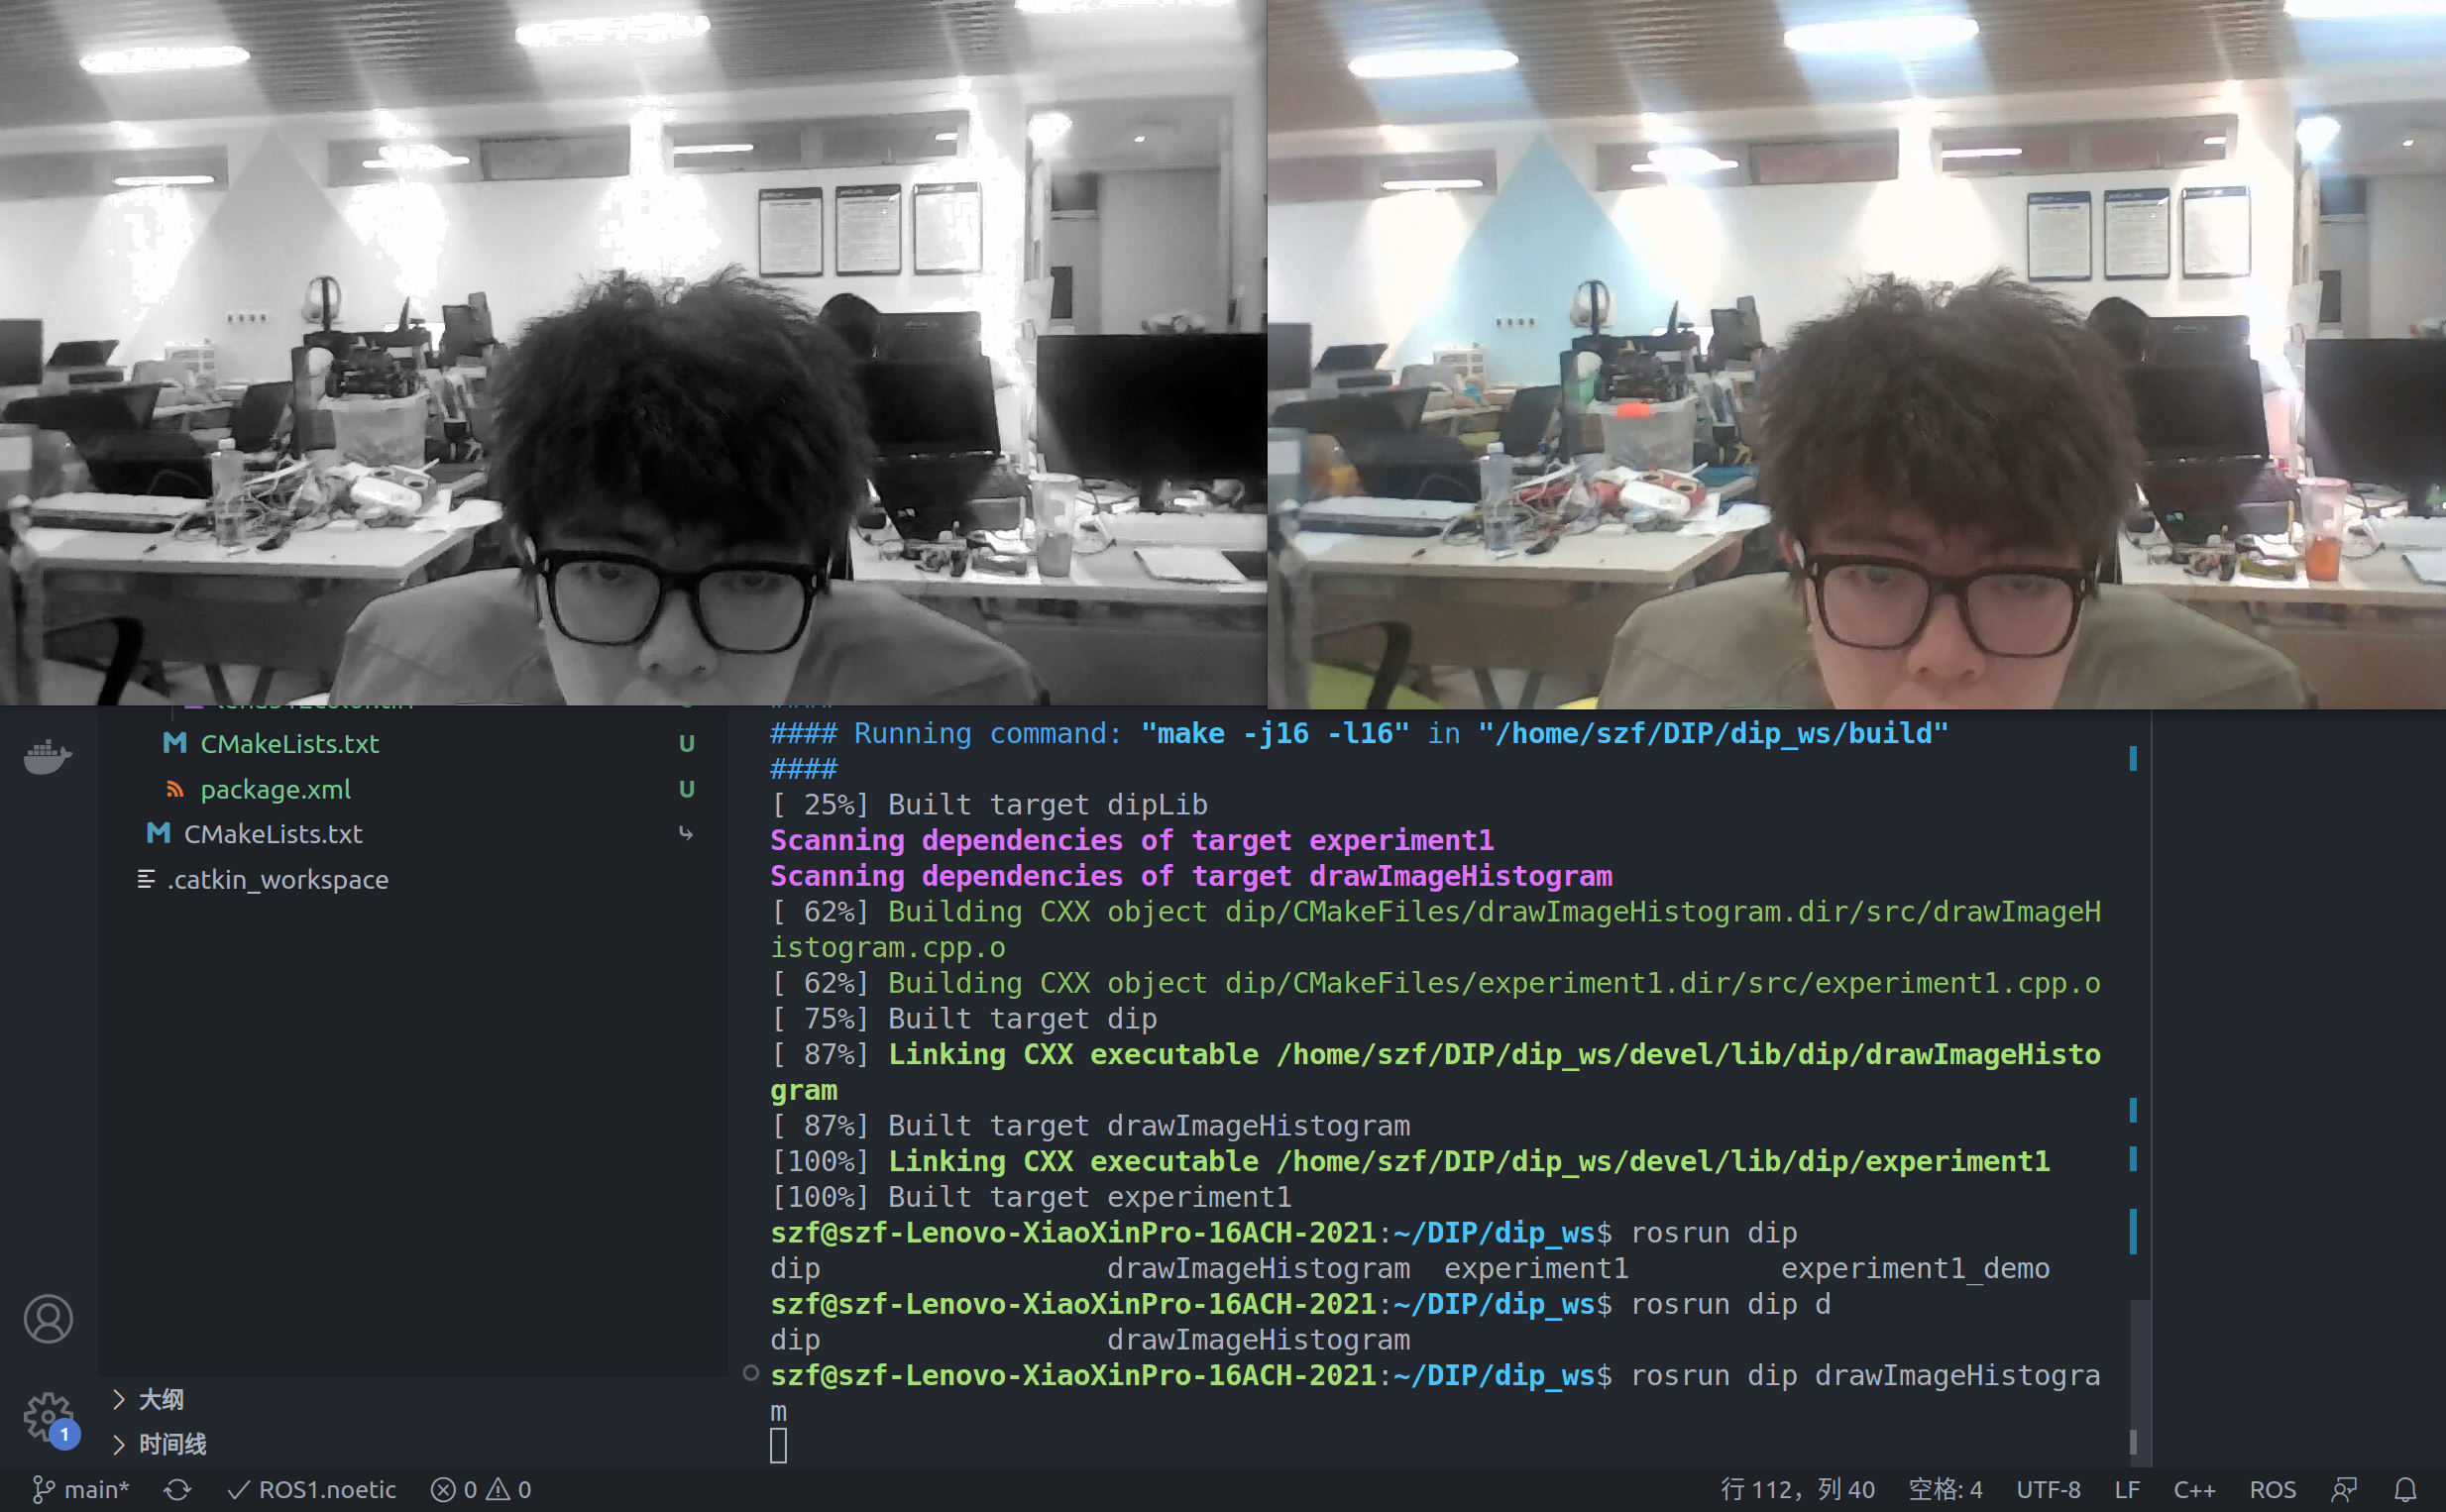 CMakeLists.txt U
package.xml U
CMakeLists.txt
.catkin_workspace
大纲
1
时间线
####
#### Running command: "make -j16 -l16" in "/home/szf/DIP/dip_ws/build"
####
[ 25%] Built target dipLib
Scanning dependencies of target experiment1
Scanning dependencies of target drawImageHistogram
[ 62%] Building CXX object dip/CMakeFiles/drawImageHistogram.dir/src/drawImageH
istogram.cpp.o
[ 62%] Building CXX object dip/CMakeFiles/experiment1.dir/src/experiment1.cpp.o
[ 75%] Built target dip
[ 87%] Linking CXX executable /home/szf/DIP/dip_ws/devel/lib/dip/drawImageHisto
gram
[ 87%] Built target drawImageHistogram
[100%] Linking CXX executable /home/szf/DIP/dip_ws/devel/lib/dip/experiment1
[100%] Built target experiment1
szf@szf-Lenovo-XiaoXinPro-16ACH-2021:~/DIP/dip_ws$ rosrun dip
dip drawImageHistogram experiment1 experiment1_demo
szf@szf-Lenovo-XiaoXinPro-16ACH-2021:~/DIP/dip_ws$ rosrun dip d
dip drawImageHistogram
szf@szf-Lenovo-XiaoXinPro-16ACH-2021:~/DIP/dip_ws$ rosrun dip drawImageHistogra
m
main* ROS1.noetic 0 0 行 112，列 40 空格: 4 UTF-8 LF C++ ROS